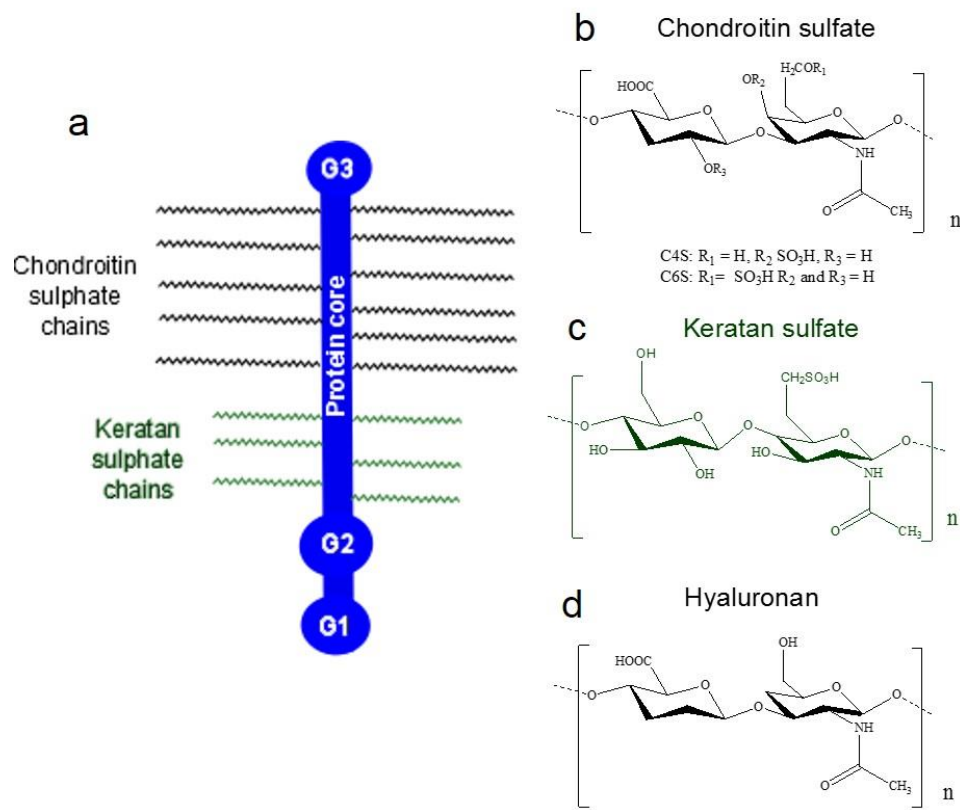 a
G3
Chondroitin
sulphate
chains
Protein core
Keratan
sulphate
chains
G2
G1
b
Chondroitin sulfate
H₂COR₁
OR₂
HOOC
O
O
O
O
O
OR₃
NH
O
CH₃
n
C4S: R₁ = H, R₂ SO₃H, R₃ = H
C6S: R₁= SO₃H R₂ and R₃ = H
c
Keratan sulfate
OH
CH₂SO₃H
O
O
O
O
O
HO
OH
HO
NH
O
CH₃
n
d
Hyaluronan
OH
HOOC
O
O
O
O
O
NH
O
CH₃
n